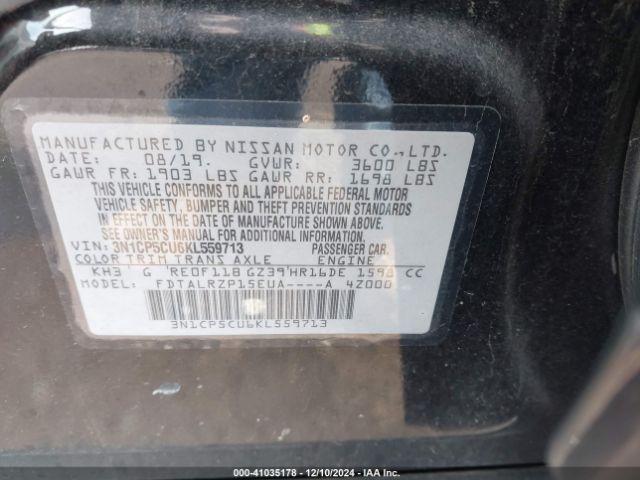 MANUFACTURED BY NISSAN MOTOR CO., LTD.
DATE: 08/19. GVWR: 3600 LBS
GAWR FR: 1903 LBS GAWR RR: 1698 LBS
THIS VEHICLE CONFORMS TO ALL APPLICABLE FEDERAL MOTOR
VEHICLE SAFETY, BUMPER AND THEFT PREVENTION STANDARDS
IN EFFECT ON THE DATE OF MANUFACTURE SHOWN ABOVE.
SEE OWNER'S MANUAL FOR ADDITIONAL INFORMATION.
VIN: 3N1CP5CU6KL559713 PASSENGER CAR.
COLOR TRIM TRANS AXLE ENGINE
KH3 G RE0F11B GZ39 HR16DE 1598 CC
MODEL: FDTALRZP15EUA----A 4Z000
3N1CP5CU6KL559713
000-41035178 — 12/10/2024 — IAA Inc.